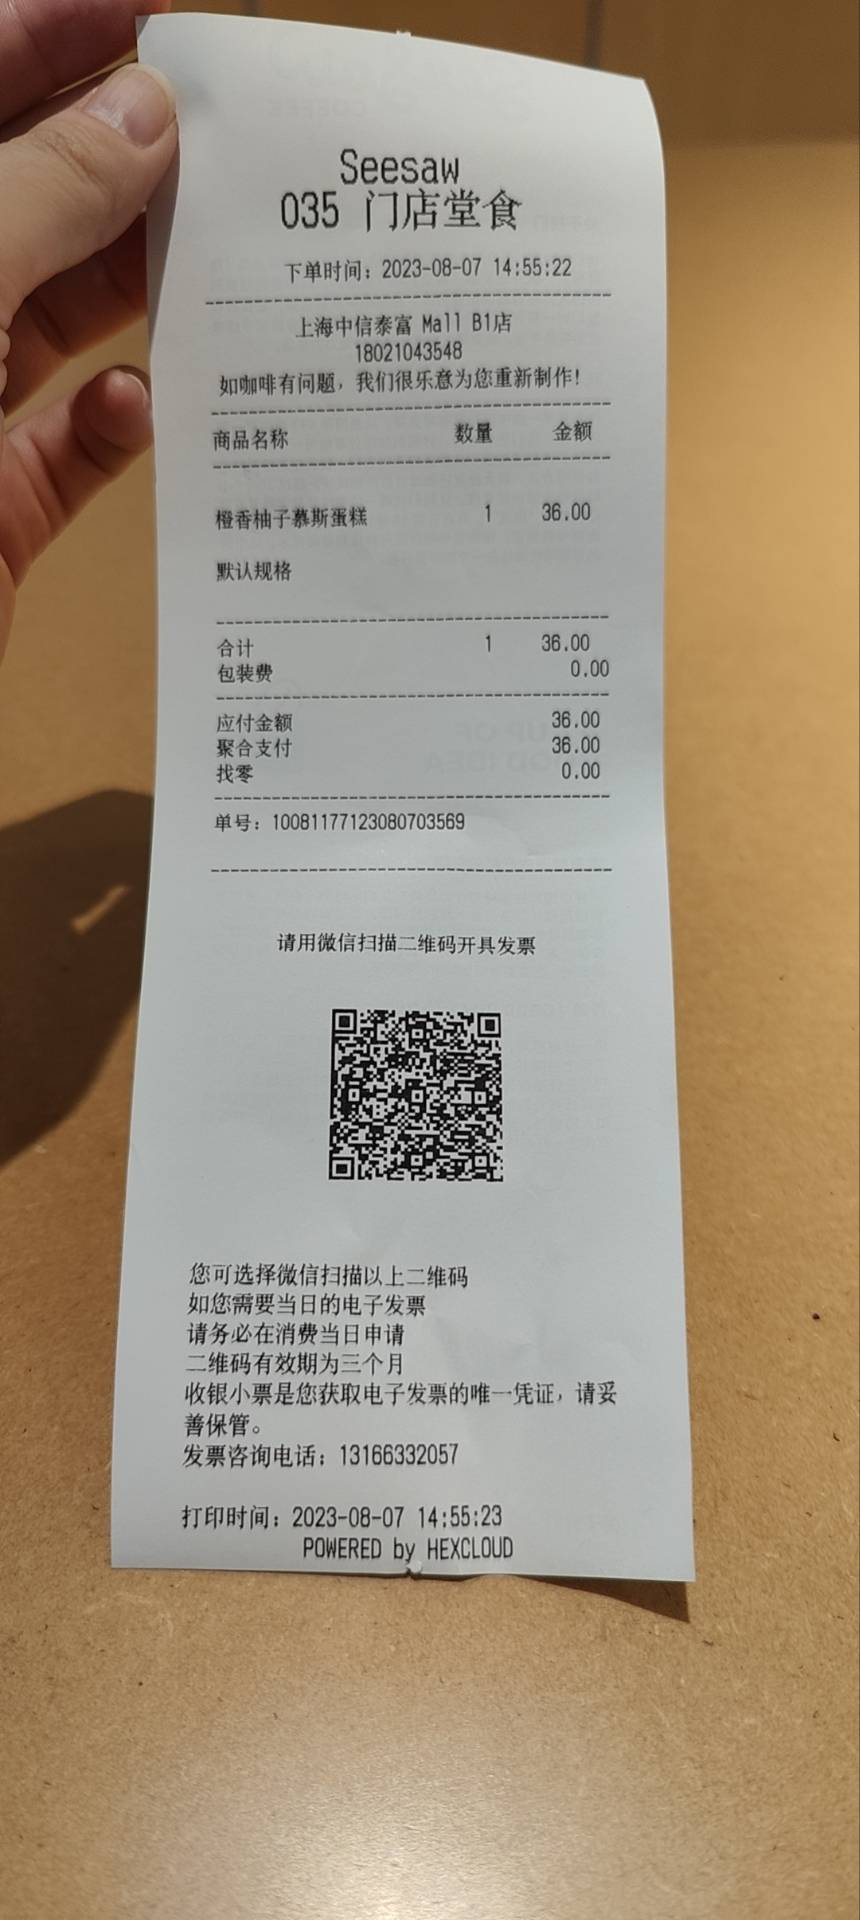 Seesaw
035 门店堂食
下单时间：2023-08-07 14:55:22
上海中信泰富 Mall B1店
18021043548
如咖啡有问题，我们很乐意为您重新制作！
商品名称 数量 金额
橙香柚子慕斯蛋糕 1 36.00
默认规格
合计 1 36.00
包装费 0.00
应付金额 36.00
聚合支付 36.00
找零 0.00
单号：10081177123080703569
请用微信扫描二维码开具发票
您可选择微信扫描以上二维码
如您需要当日的电子发票
请务必在消费当日申请
二维码有效期为三个月
收银小票是您获取电子发票的唯一凭证，请妥
善保管。
发票咨询电话：13166332057
打印时间：2023-08-07 14:55:23
POWERED by HEXCLOUD